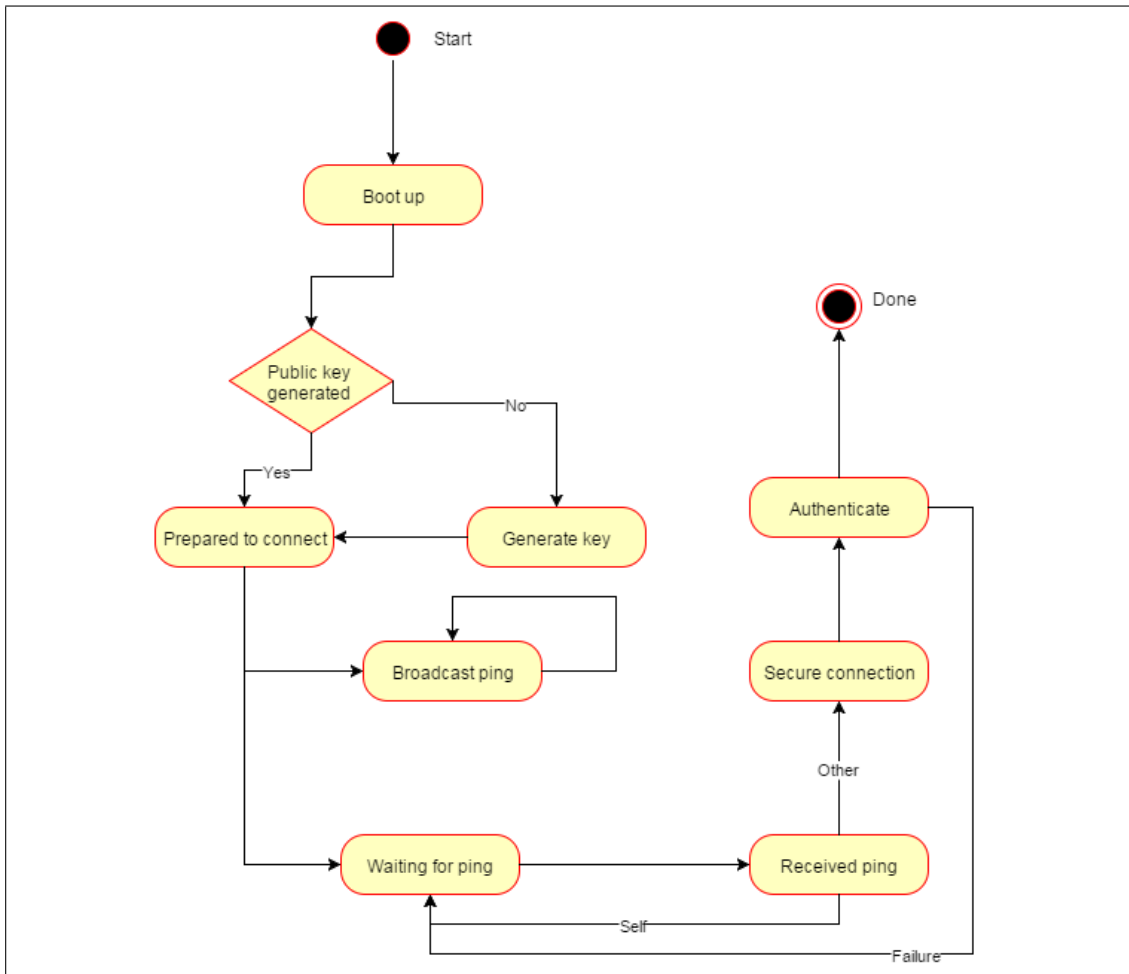 Start
Boot up
Done
Public key
generated
No
Yes
Authenticate
Prepared to connect
Generate key
Broadcast ping
Secure connection
Other
Waiting for ping
Received ping
Self
Failure